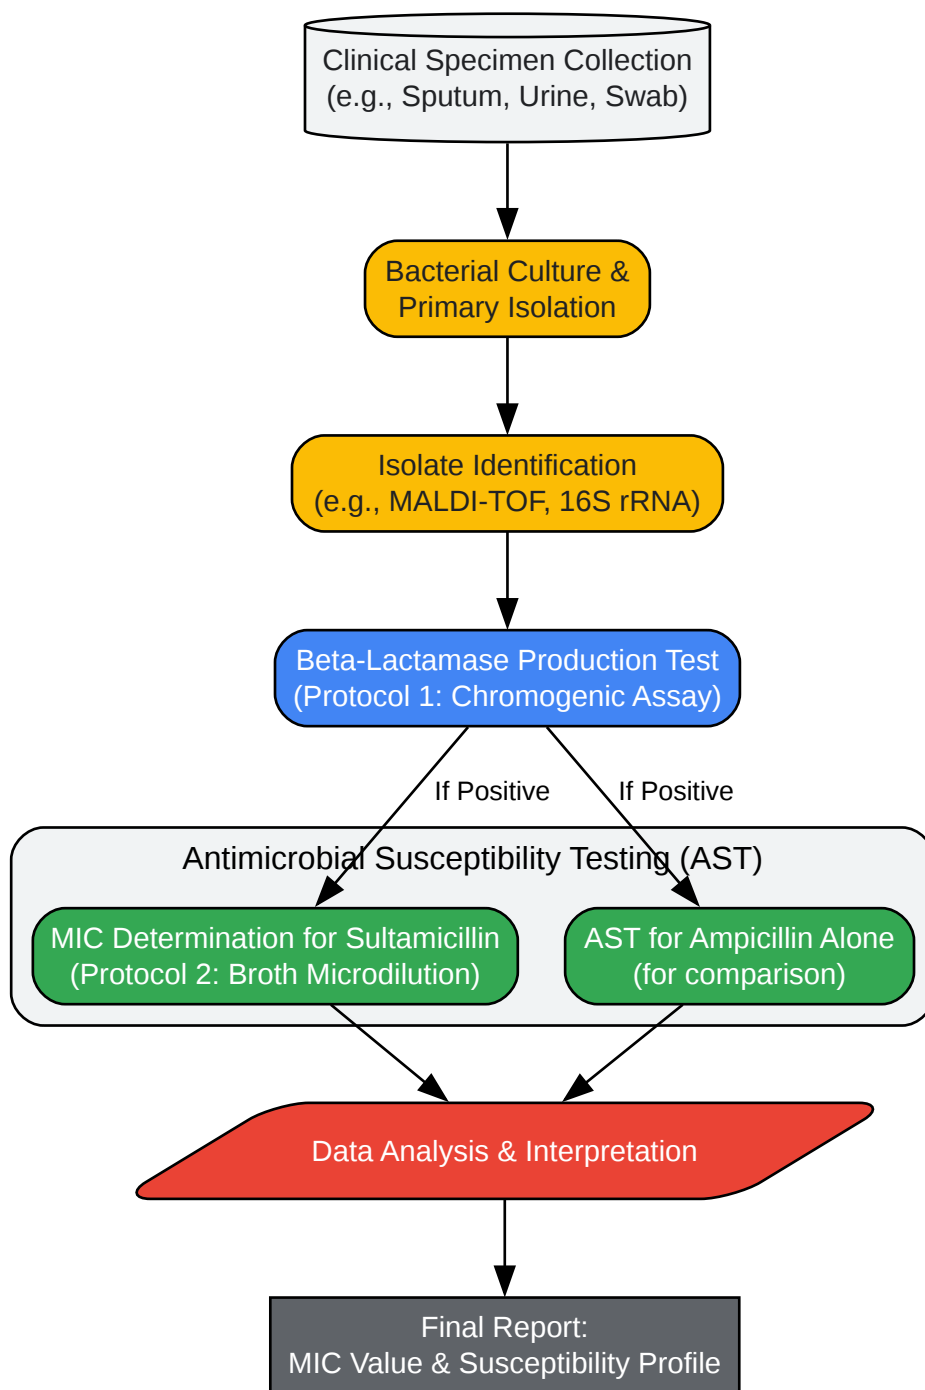 Clinical Specimen Collection
(e.g., Sputum, Urine, Swab)
Bacterial Culture &
Primary Isolation
Isolate Identification
(e.g., MALDI-TOF, 16S rRNA)
Beta-Lactamase Production Test
(Protocol 1: Chromogenic Assay)
If Positive
If Positive
Antimicrobial Susceptibility Testing (AST)
MIC Determination for Sultamicillin
(Protocol 2: Broth Microdilution)
AST for Ampicillin Alone
(for comparison)
Data Analysis & Interpretation
Final Report:
MIC Value & Susceptibility Profile